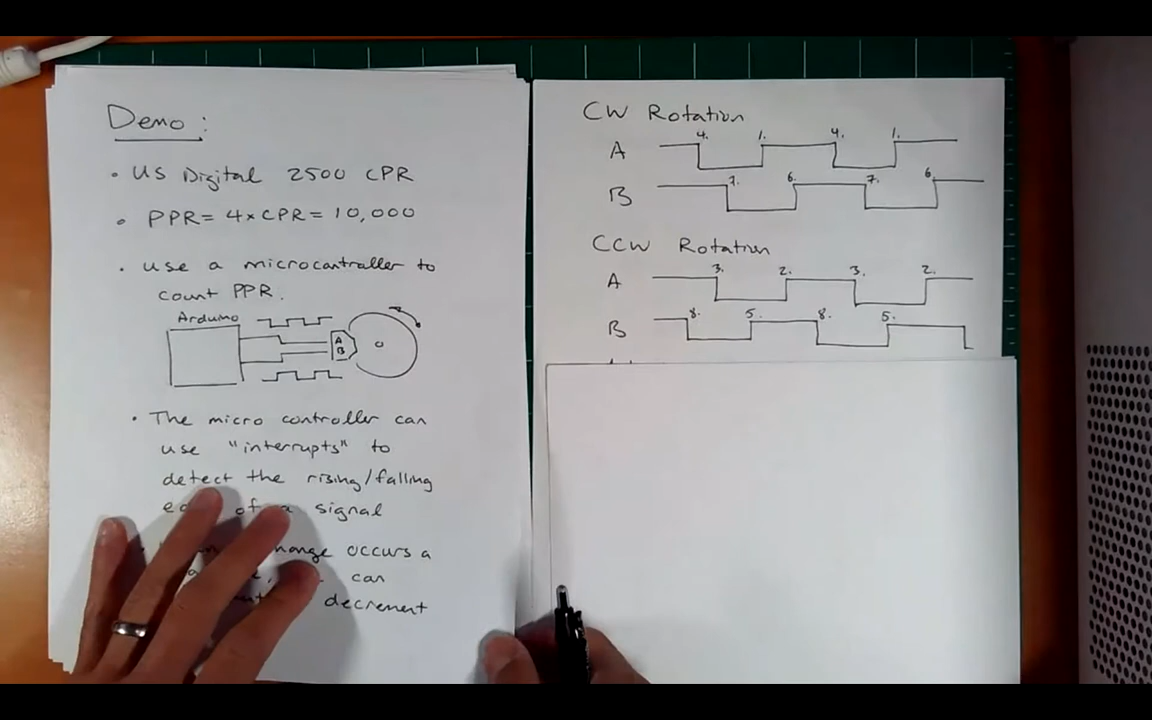 Demo:
• US Digital 2500 CPR
• PPR = 4 x CPR = 10,000
• use a microcontroller to
count PPR.
Arduino
A
B
• The micro controller can
use "interrupts" to
detect the rising/falling
of a signal
occurs a
can
decrement
CW Rotation
4. 1. 4. 1.
A
7. 6. 7. 6
B
CCW Rotation
3. 2. 3. 2.
A
8. 5. 8. 5.
B